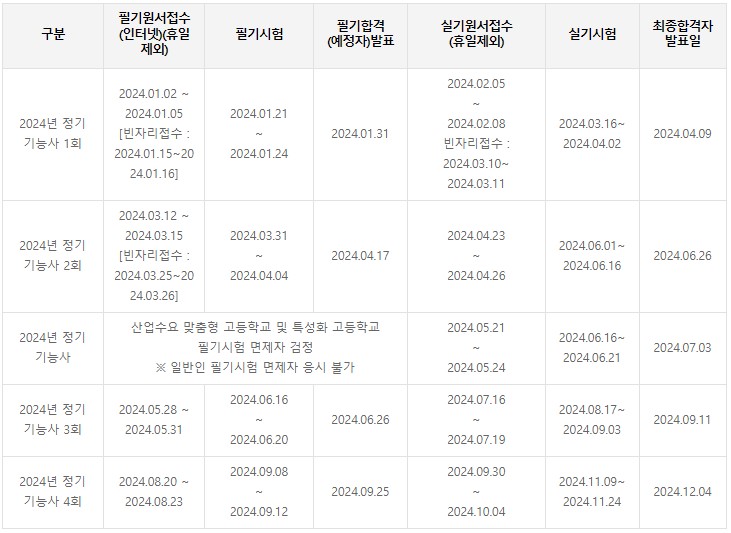 구분
필기원서접수
(인터넷)(휴일
제외)
필기시험
필기합격
(예정자)발표
실기원서접수
(휴일제외)
실기시험
최종합격자
발표일
2024년 정기
기능사 1회
2024.01.02 ~
2024.01.05
[빈자리접수 :
2024.01.15~20
24.01.16]
2024.01.21
~
2024.01.24
2024.01.31
2024.02.05
~
2024.02.08
빈자리접수 :
2024.03.10~
2024.03.11
2024.03.16~
2024.04.02
2024.04.09
2024년 정기
기능사 2회
2024.03.12 ~
2024.03.15
[빈자리접수 :
2024.03.25~20
24.03.26]
2024.03.31
~
2024.04.04
2024.04.17
2024.04.23
~
2024.04.26
2024.06.01~
2024.06.16
2024.06.26
2024년 정기
기능사
산업수요 맞춤형 고등학교 및 특성화 고등학교
필기시험 면제자 검정
※ 일반인 필기시험 면제자 응시 불가
2024.05.21
~
2024.05.24
2024.06.16~
2024.06.21
2024.07.03
2024년 정기
기능사 3회
2024.05.28 ~
2024.05.31
2024.06.16
~
2024.06.20
2024.06.26
2024.07.16
~
2024.07.19
2024.08.17~
2024.09.03
2024.09.11
2024년 정기
기능사 4회
2024.08.20 ~
2024.08.23
2024.09.08
~
2024.09.12
2024.09.25
2024.09.30
~
2024.10.04
2024.11.09~
2024.11.24
2024.12.04